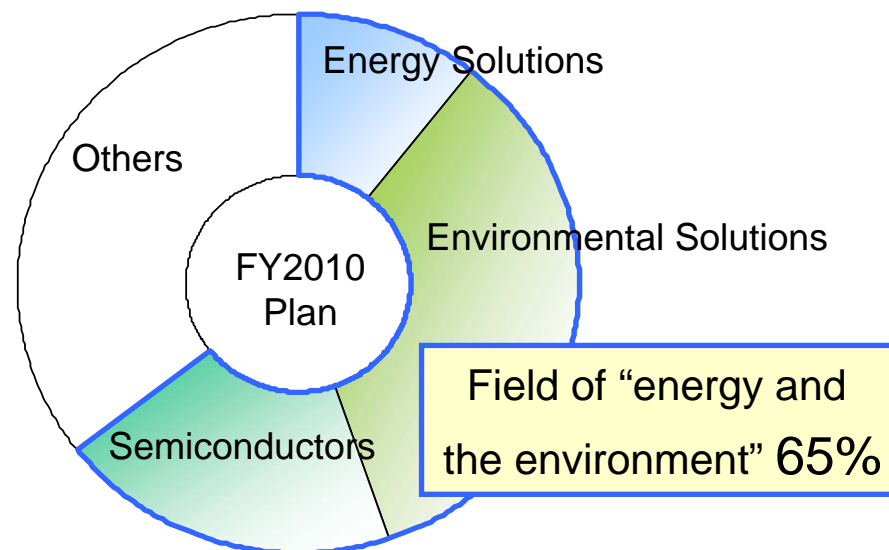 Energy Solutions
Others
Environmental Solutions
FY2010
Plan
Field of “energy and
the environment” 65%
Semiconductors